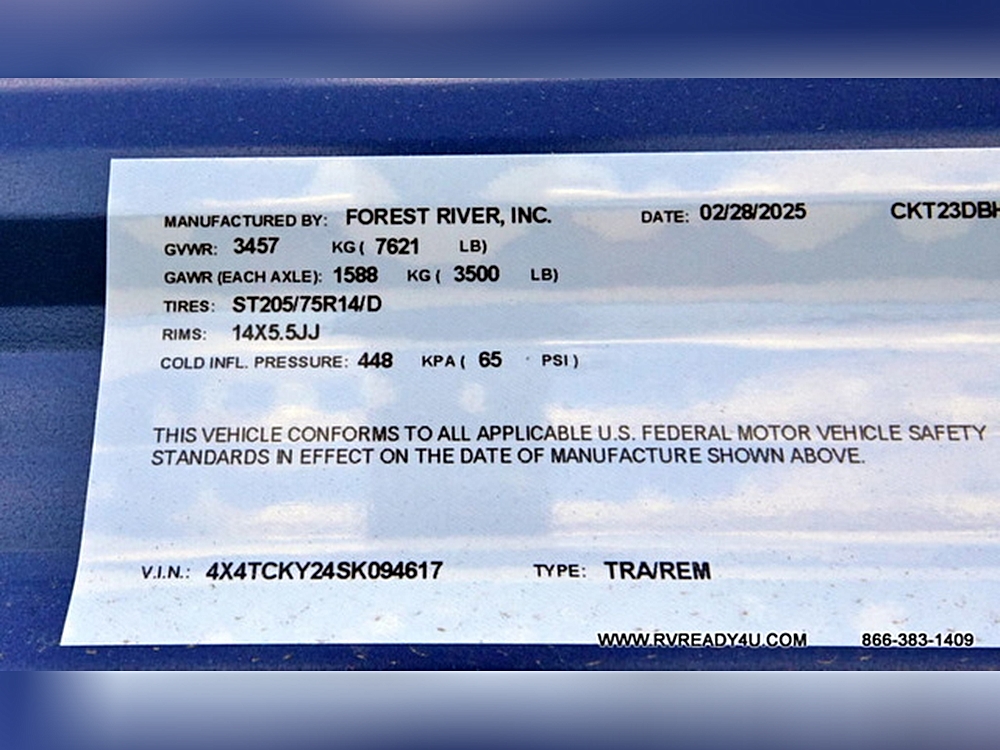 MANUFACTURED BY: FOREST RIVER, INC. DATE: 02/28/2025 CKT23DBH
GVWR: 3457 KG ( 7621 LB)
GAWR (EACH AXLE): 1588 KG ( 3500 LB)
TIRES: ST205/75R14/D
RIMS: 14X5.5JJ
COLD INFL. PRESSURE: 448 KPA ( 65 PSI )
THIS VEHICLE CONFORMS TO ALL APPLICABLE U.S. FEDERAL MOTOR VEHICLE SAFETY
STANDARDS IN EFFECT ON THE DATE OF MANUFACTURE SHOWN ABOVE.
V.I.N.: 4X4TCKY24SK094617 TYPE: TRA/REM
WWW.RVREADY4U.COM 866-383-1409